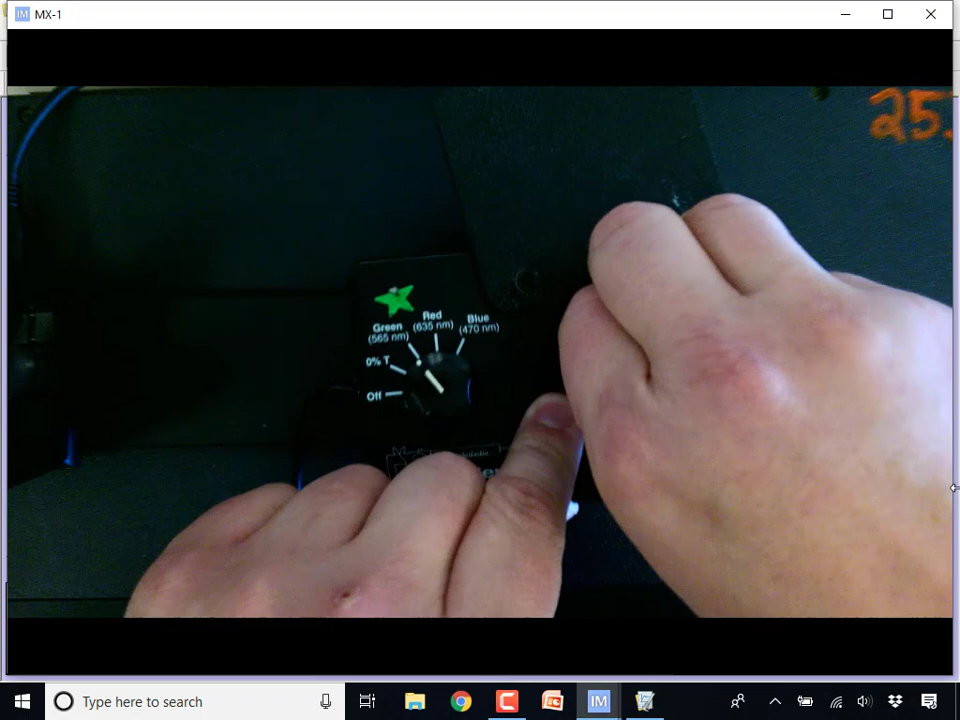 MX-1
25
Red
(635 nm)
Blue
(470 nm)
Green
(565 nm)
0% T
Off
Type here to search